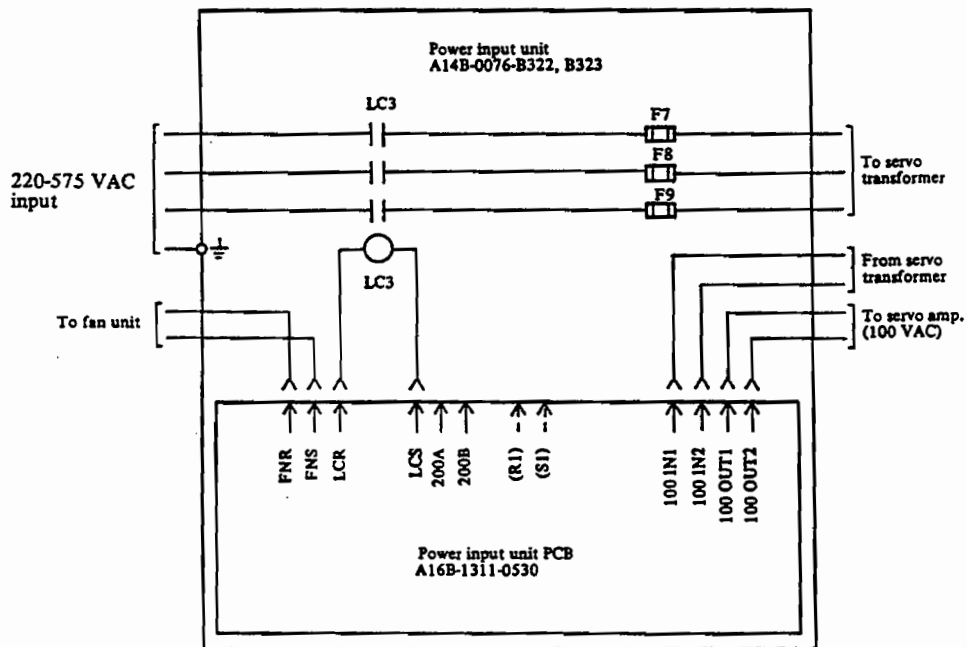 Power input unit
A14B-0076-B322, B323
LC3
F7
F8
F9
220-575 VAC
input
To servo
transformer
LC3
From servo
transformer
To fan unit
To servo amp.
(100 VAC)
FNR
FNS
LCR
LCS
200A
200B
(R1)
(S1)
100 IN1
100 IN2
100 OUT1
100 OUT2
Power input unit PCB
A16B-1311-0530